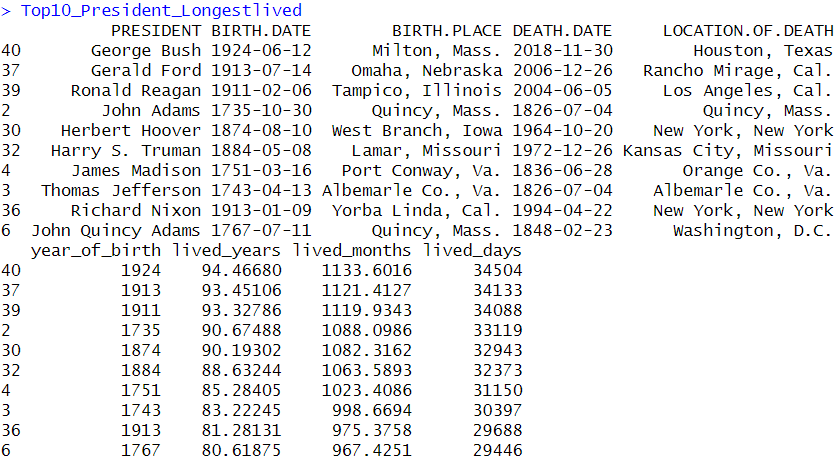 > Top10_President_Longestlived
PRESIDENT BIRTH.DATE BIRTH.PLACE DEATH.DATE LOCATION.OF.DEATH
40 George Bush 1924-06-12 Milton, Mass. 2018-11-30 Houston, Texas
37 Gerald Ford 1913-07-14 Omaha, Nebraska 2006-12-26 Rancho Mirage, Cal.
39 Ronald Reagan 1911-02-06 Tampico, Illinois 2004-06-05 Los Angeles, Cal.
2 John Adams 1735-10-30 Quincy, Mass. 1826-07-04 Quincy, Mass.
30 Herbert Hoover 1874-08-10 West Branch, Iowa 1964-10-20 New York, New York
32 Harry S. Truman 1884-05-08 Lamar, Missouri 1972-12-26 Kansas City, Missouri
4 James Madison 1751-03-16 Port Conway, Va. 1836-06-28 Orange Co., Va.
3 Thomas Jefferson 1743-04-13 Albemarle Co., Va. 1826-07-04 Albemarle Co., Va.
36 Richard Nixon 1913-01-09 Yorba Linda, Cal. 1994-04-22 New York, New York
6 John Quincy Adams 1767-07-11 Quincy, Mass. 1848-02-23 Washington, D.C.
year_of_birth lived_years lived_months lived_days
40 1924 94.46680 1133.6016 34504
37 1913 93.45106 1121.4127 34133
39 1911 93.32786 1119.9343 34088
2 1735 90.67488 1088.0986 33119
30 1874 90.19302 1082.3162 32943
32 1884 88.63244 1063.5893 32373
4 1751 85.28405 1023.4086 31150
3 1743 83.22245 998.6694 30397
36 1913 81.28131 975.3758 29688
6 1767 80.61875 967.4251 29446